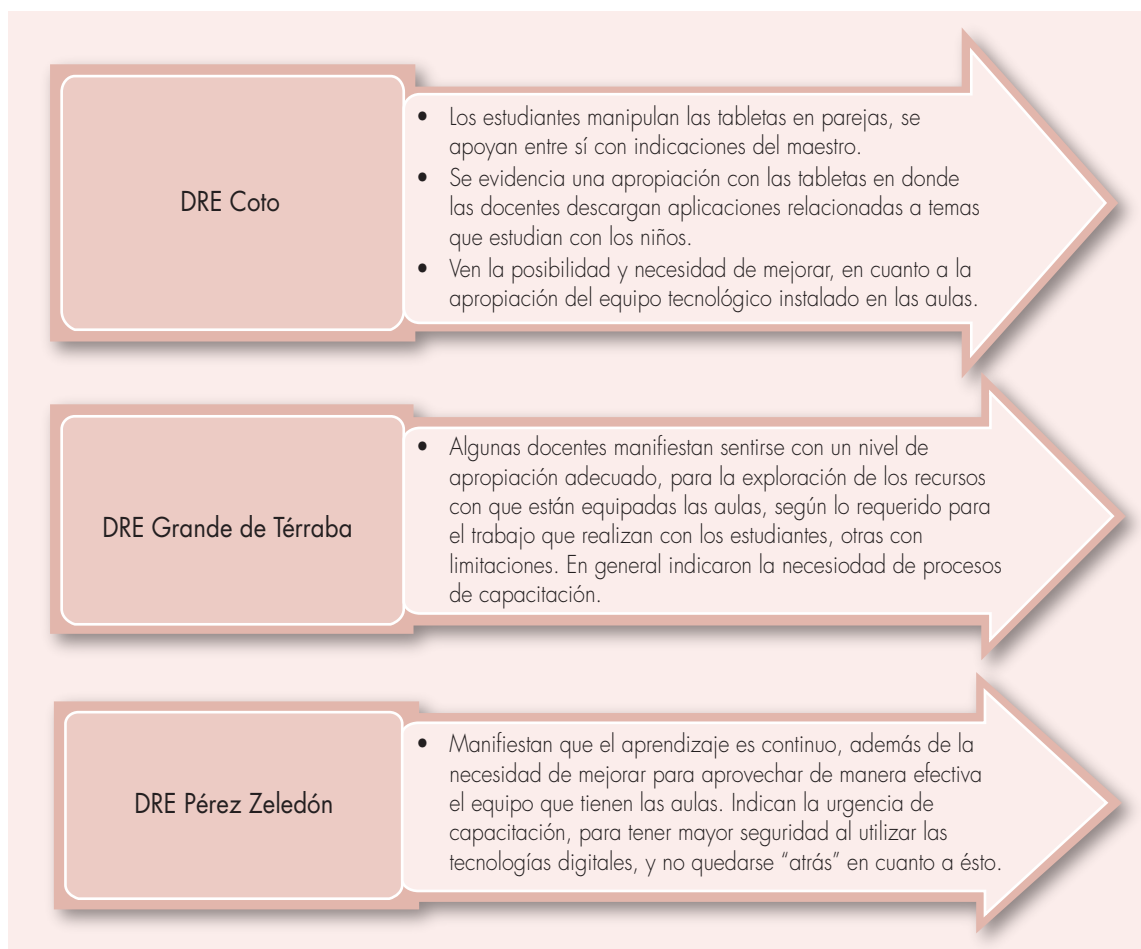 DRE Coto
• Los estudiantes manipulan las tabletas en parejas, se
apoyan entre sí con indicaciones del maestro.
• Se evidencia una apropiación con las tabletas en donde
las docentes descargan aplicaciones relacionadas a temas
que estudian con los niños.
• Ven la posibilidad y necesidad de mejorar, en cuanto a la
apropiación del equipo tecnológico instalado en las aulas.
DRE Grande de Térraba
• Algunas docentes manifiestan sentirse con un nivel de
apropiación adecuado, para la exploración de los recursos
con que están equipadas las aulas, según lo requerido para
el trabajo que realizan con los estudiantes, otras con
limitaciones. En general indicaron la necesiodad de procesos
de capacitación.
DRE Pérez Zeledón
• Manifiestan que el aprendizaje es continuo, además de la
necesidad de mejorar para aprovechar de manera efectiva
el equipo que tienen las aulas. Indican la urgencia de
capacitación, para tener mayor seguridad al utilizar las
tecnologías digitales, y no quedarse “atrás” en cuanto a ésto.